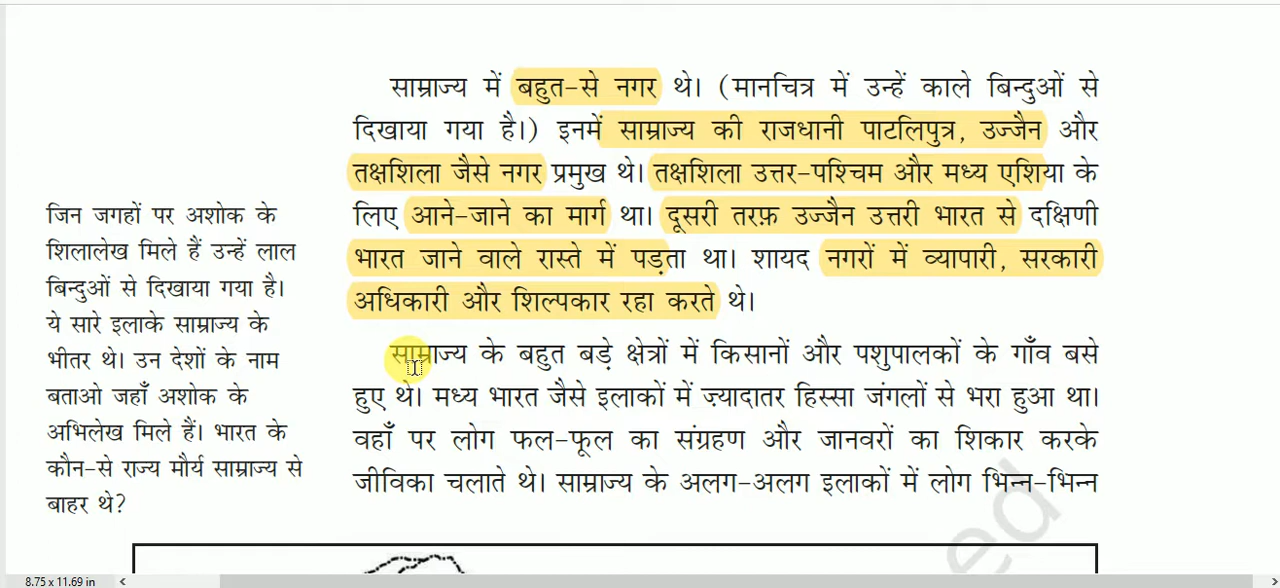 साम्राज्य में बहुत-से नगर थे। (मानचित्र में उन्हें काले बिन्दुओं से
दिखाया गया है।) इनमें साम्राज्य की राजधानी पाटलिपुत्र, उज्जैन और
तक्षशिला जैसे नगर प्रमुख थे। तक्षशिला उत्तर-पश्चिम और मध्य एशिया के
लिए आने-जाने का मार्ग था। दूसरी तरफ़ उज्जैन उत्तरी भारत से दक्षिणी
भारत जाने वाले रास्ते में पड़ता था। शायद नगरों में व्यापारी, सरकारी
अधिकारी और शिल्पकार रहा करते थे।
साम्राज्य के बहुत बड़े क्षेत्रों में किसानों और पशुपालकों के गाँव बसे
हुए थे। मध्य भारत जैसे इलाकों में ज़्यादातर हिस्सा जंगलों से भरा हुआ था।
वहाँ पर लोग फल-फूल का संग्रहण और जानवरों का शिकार करके
जीविका चलाते थे। साम्राज्य के अलग-अलग इलाकों में लोग भिन्न-भिन्न
जिन जगहों पर अशोक के
शिलालेख मिले हैं उन्हें लाल
बिन्दुओं से दिखाया गया है।
ये सारे इलाके साम्राज्य के
भीतर थे। उन देशों के नाम
बताओ जहाँ अशोक के
अभिलेख मिले हैं। भारत के
कौन-से राज्य मौर्य साम्राज्य से
बाहर थे?
8.75 x 11.69 in